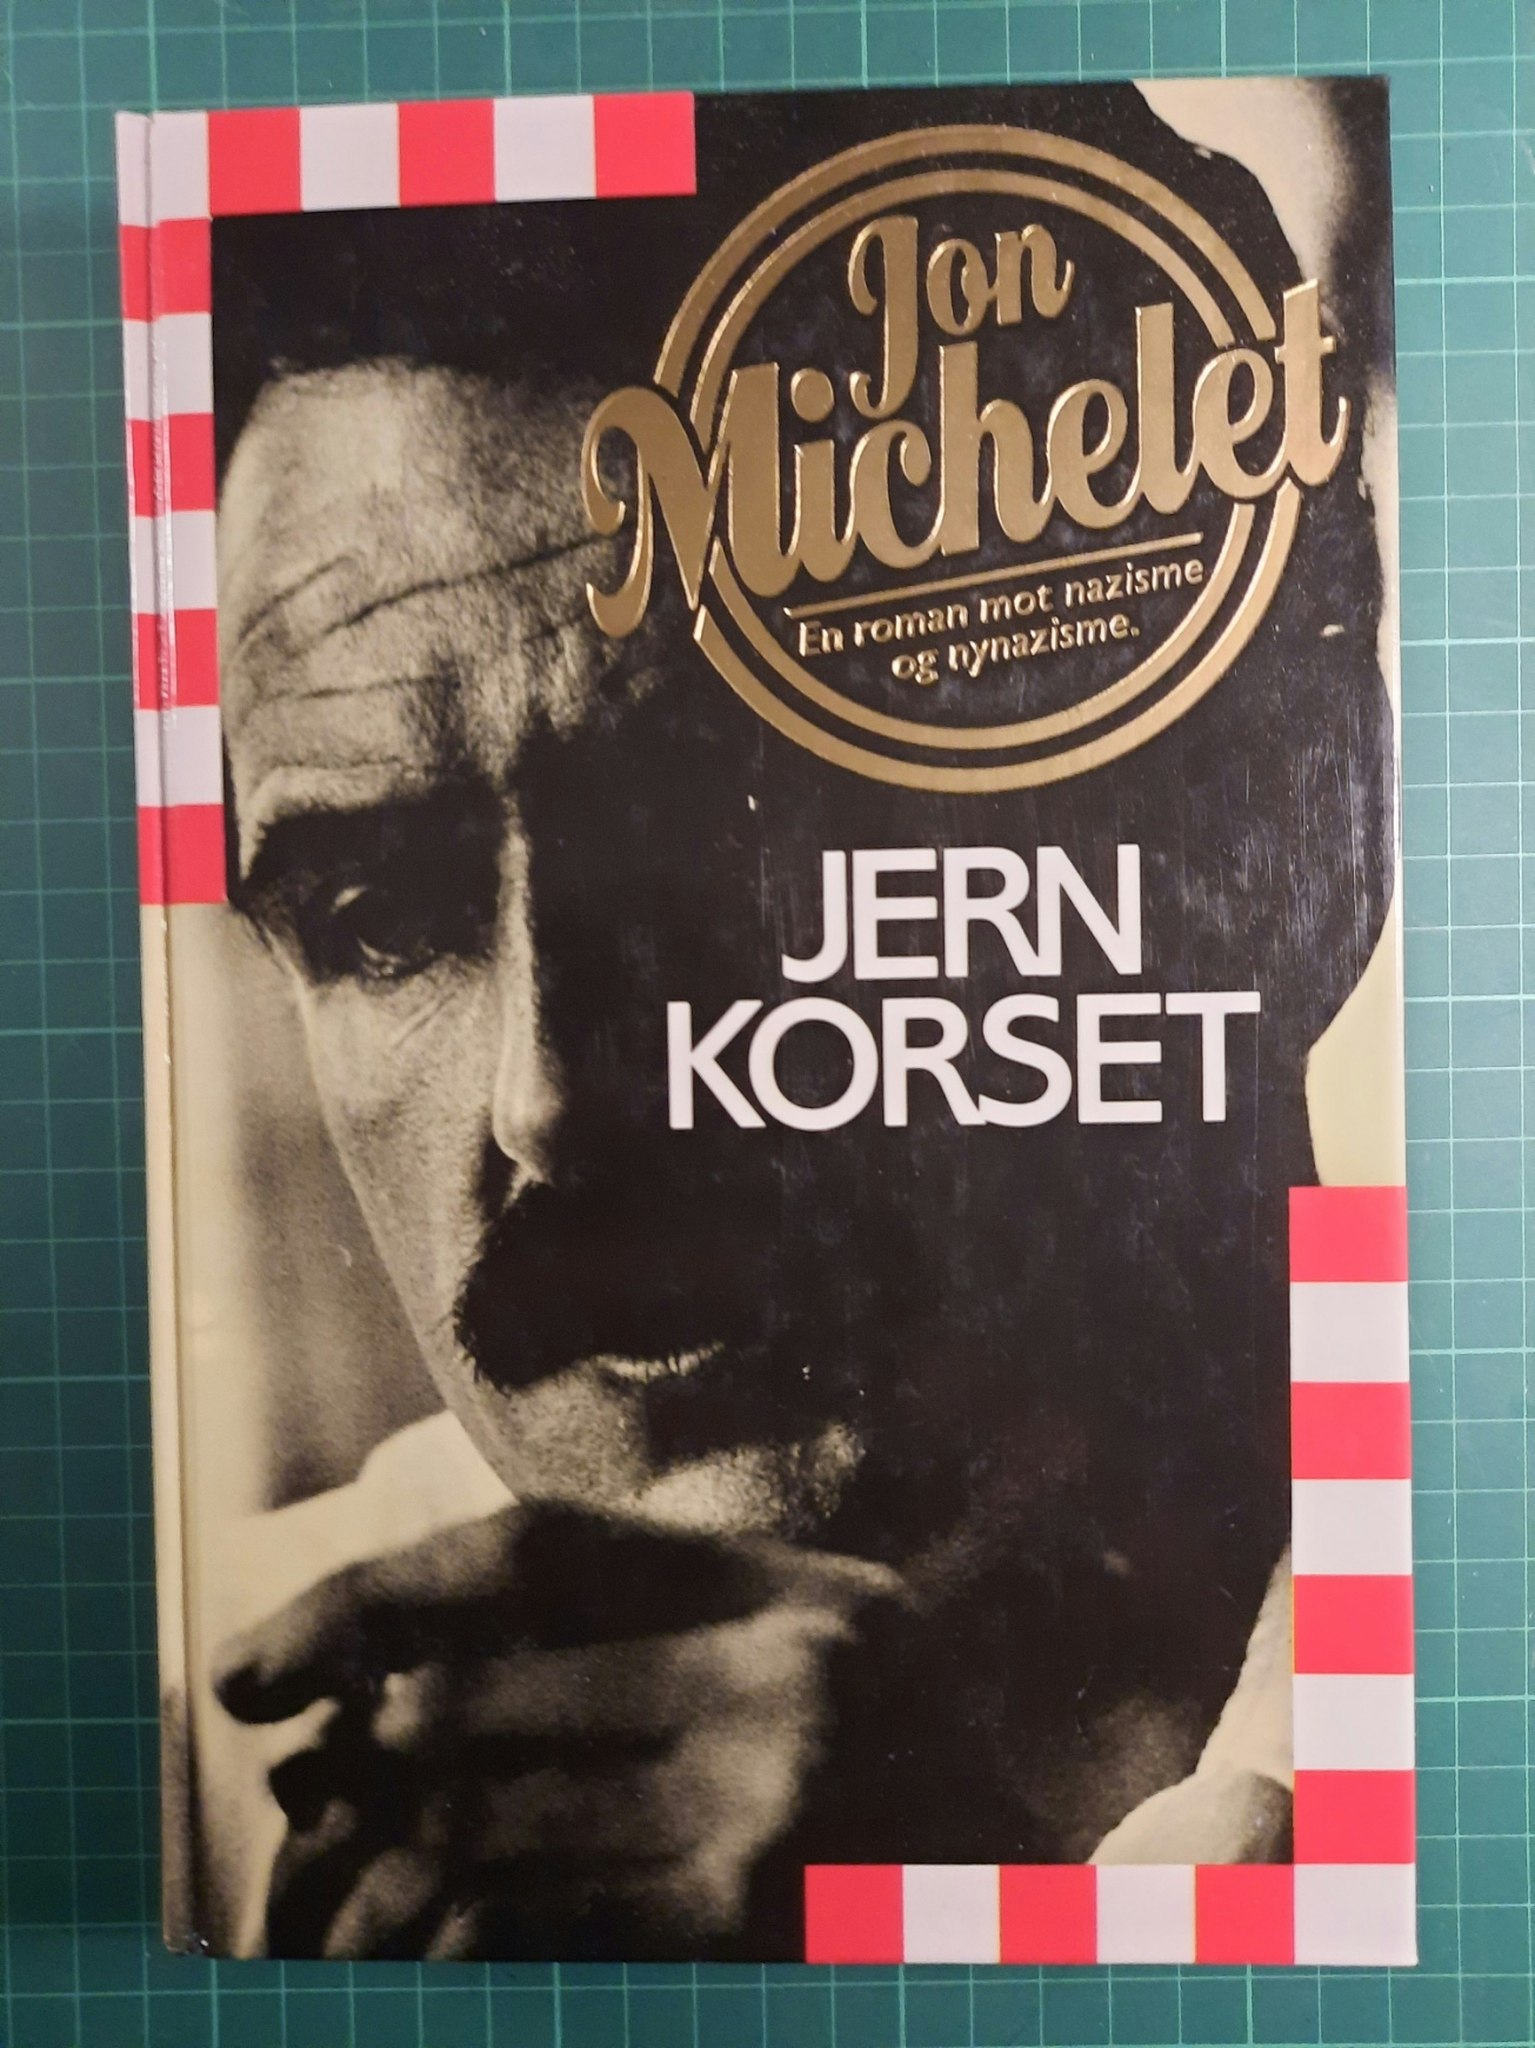 Jon
Michelet
En roman mot nazisme
og nynazisme.
JERN
KORSET